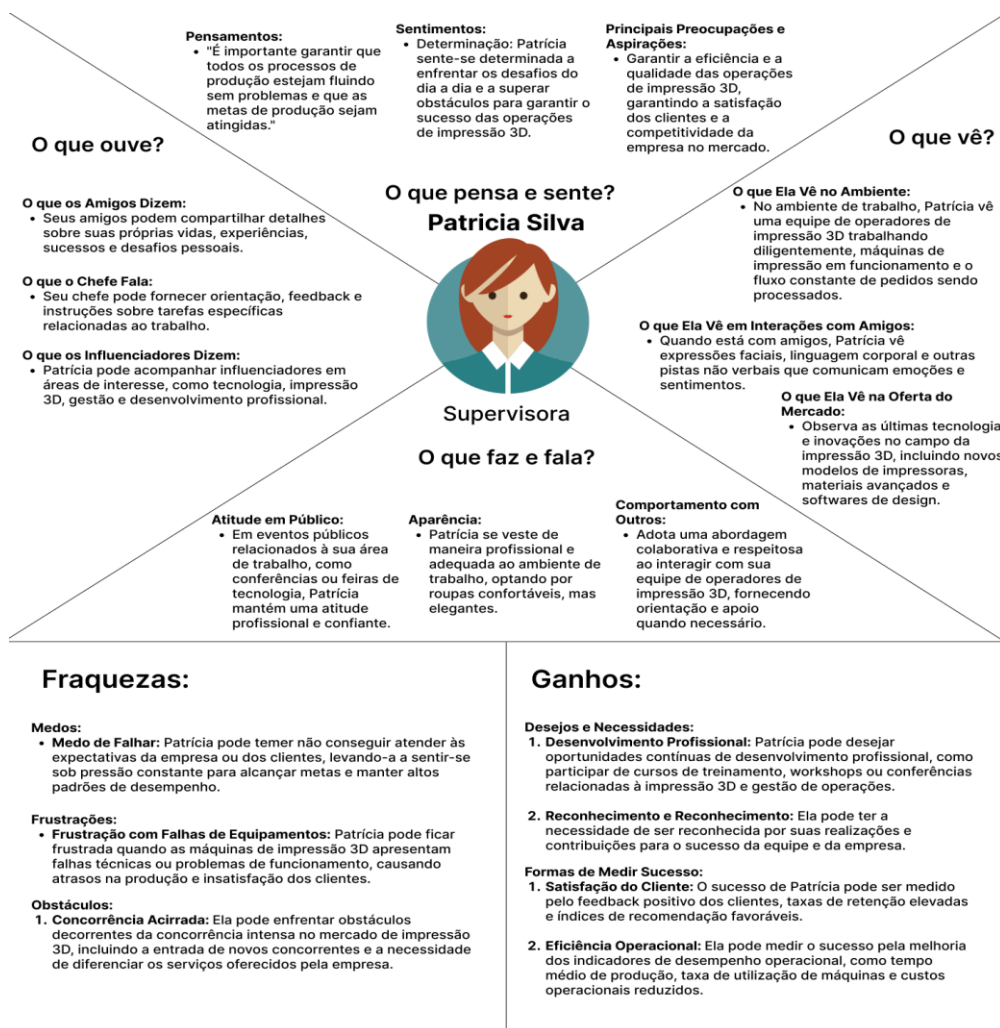 Pensamentos:
• "É importante garantir que
todos os processos de
produção estejam fluindo
sem problemas e que as
metas de produção sejam
atingidas."
Sentimentos:
• Determinação: Patrícia
sente-se determinada a
enfrentar os desafios do
dia a dia e a superar
obstáculos para garantir o
sucesso das operações
de impressão 3D.
Principais Preocupações e
Aspirações:
• Garantir a eficiência e a
qualidade das operações
de impressão 3D,
garantindo a satisfação
dos clientes e a
competitividade da
empresa no mercado.
O que ouve?
O que os Amigos Dizem:
• Seus amigos podem compartilhar detalhes
sobre suas próprias vidas, experiências,
sucessos e desafios pessoais.
O que o Chefe Fala:
• Seu chefe pode fornecer orientação, feedback e
instruções sobre tarefas específicas
relacionadas ao trabalho.
O que os Influenciadores Dizem:
• Patrícia pode acompanhar influenciadores em
áreas de interesse, como tecnologia, impressão
3D, gestão e desenvolvimento profissional.
O que pensa e sente?
Patricia Silva
Supervisora
O que vê?
O que Ela Vê no Ambiente:
• No ambiente de trabalho, Patrícia vê
uma equipe de operadores de
impressão 3D trabalhando
diligentemente, máquinas de
impressão em funcionamento e o
fluxo constante de pedidos sendo
processados.
O que Ela Vê em Interações com Amigos:
• Quando está com amigos, Patrícia vê
expressões faciais, linguagem corporal e outras
pistas não verbais que comunicam emoções e
sentimentos.
O que Ela Vê na Oferta do
Mercado:
• Observa as últimas tecnologia
e inovações no campo da
impressão 3D, incluindo novos
modelos de impressoras,
materiais avançados e
softwares de design.
O que faz e fala?
Atitude em Público:
• Em eventos públicos
relacionados à sua área
de trabalho, como
conferências ou feiras de
tecnologia, Patrícia
mantém uma atitude
profissional e confiante.
Aparência:
• Patrícia se veste de
maneira profissional e
adequada ao ambiente de
trabalho, optando por
roupas confortáveis, mas
elegantes.
Comportamento com
Outros:
• Adota uma abordagem
colaborativa e respeitosa
ao interagir com sua
equipe de operadores de
impressão 3D, fornecendo
orientação e apoio
quando necessário.
Fraquezas:
Medos:
• Medo de Falhar: Patrícia pode temer não conseguir atender às
expectativas da empresa ou dos clientes, levando-a a sentir-se
sob pressão constante para alcançar metas e manter altos
padrões de desempenho.
Frustrações:
• Frustração com Falhas de Equipamentos: Patrícia pode ficar
frustrada quando as máquinas de impressão 3D apresentam
falhas técnicas ou problemas de funcionamento, causando
atrasos na produção e insatisfação dos clientes.
Obstáculos:
1. Concorrência Acirrada: Ela pode enfrentar obstáculos
decorrentes da concorrência intensa no mercado de impressão
3D, incluindo a entrada de novos concorrentes e a necessidade
de diferenciar os serviços oferecidos pela empresa.
Ganhos:
Desejos e Necessidades:
1. Desenvolvimento Profissional: Patrícia pode desejar
oportunidades contínuas de desenvolvimento profissional, como
participar de cursos de treinamento, workshops ou conferências
relacionadas à impressão 3D e gestão de operações.
2. Reconhecimento e Reconhecimento: Ela pode ter a
necessidade de ser reconhecida por suas realizações e
contribuições para o sucesso da equipe e da empresa.
Formas de Medir Sucesso:
1. Satisfação do Cliente: O sucesso de Patrícia pode ser medido
pelo feedback positivo dos clientes, taxas de retenção elevadas
e índices de recomendação favoráveis.
2. Eficiência Operacional: Ela pode medir o sucesso pela melhoria
dos indicadores de desempenho operacional, como tempo
médio de produção, taxa de utilização de máquinas e custos
operacionais reduzidos.